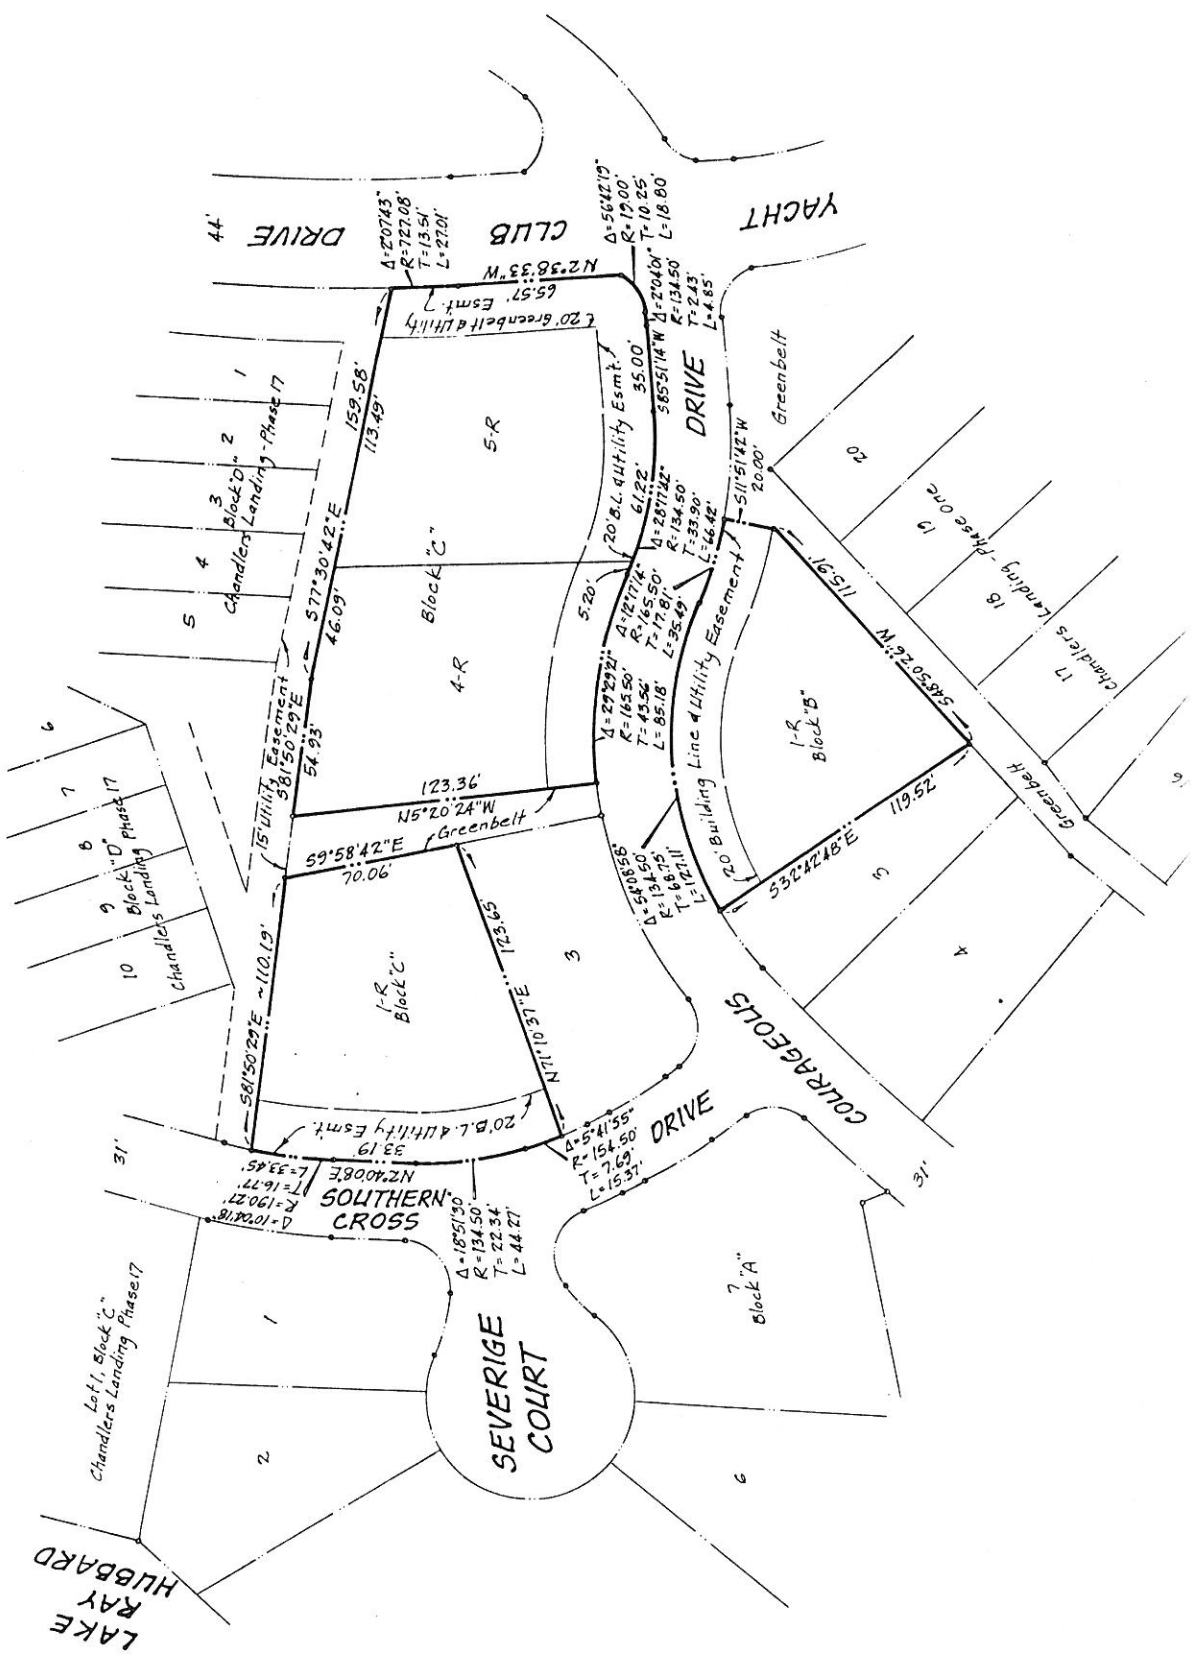 LAKE
RAY
HUBBARD
Lot 1, Block "C"
Chandlers Landing Phase 17
2
1
31'
10
9
8
7
6
Block "D" Phase 17
Chandlers Landing
5
4
3
2
1
Block "D"
Chandlers Landing - Phase 17
44'
DRIVE
CLUB
YACHT
15' Utility Easement
S81°50'29"E ~110.19'
S81°50'29"E
54.93'
S77°30'42"E
46.09'
159.58'
113.49'
Δ=2°07'43"
R=727.08'
T=13.51'
L=27.01'
N2°38'33"W
65.57'
20' Greenbelt & Utility
Esmt.
Δ=56°42'19"
R=19.00'
T=10.25'
L=18.80'
Δ=2°04'01"
R=134.50'
T=2.43'
L=4.85'
35.00'
S85°51'14"W
20' B.L. & Utility Esmt.
61.22'
Δ=28°17'42"
R=134.50'
T=33.90'
L=66.42'
5.20'
Δ=12°17'14"
R=165.50'
T=17.81'
L=35.49'
Δ=29°29'21"
R=165.50'
T=43.56'
L=85.18'
5-R
Block "C"
4-R
123.36'
N5°20'24"W
Greenbelt
S9°58'42"E
70.06'
1-R
Block "C"
N71°10'37"E
123.65'
3
20' B.L. & Utility Esmt.
33.19'
N2°40'08"E
Δ=10°04'18"
R=190.27'
T=16.77'
L=33.45'
SOUTHERN
CROSS
DRIVE
Δ=18°51'30"
R=134.50'
T=22.34'
L=44.27'
Δ=5°41'55"
R=154.50'
T=7.69'
L=15.37'
SEVERIGE
COURT
7
Block "A"
6
31'
COURAGEOUS
DRIVE
Δ=54°08'58"
R=134.50'
T=68.75'
L=127.11'
20' Building Line & Utility Easement
1-R
Block "B"
S32°42'48"E
119.52'
S48°50'26"W
115.91'
S11°51'42"W
20.00'
Greenbelt
20
19
18
17
16
Chandlers Landing - Phase One
Greenbelt
3
4